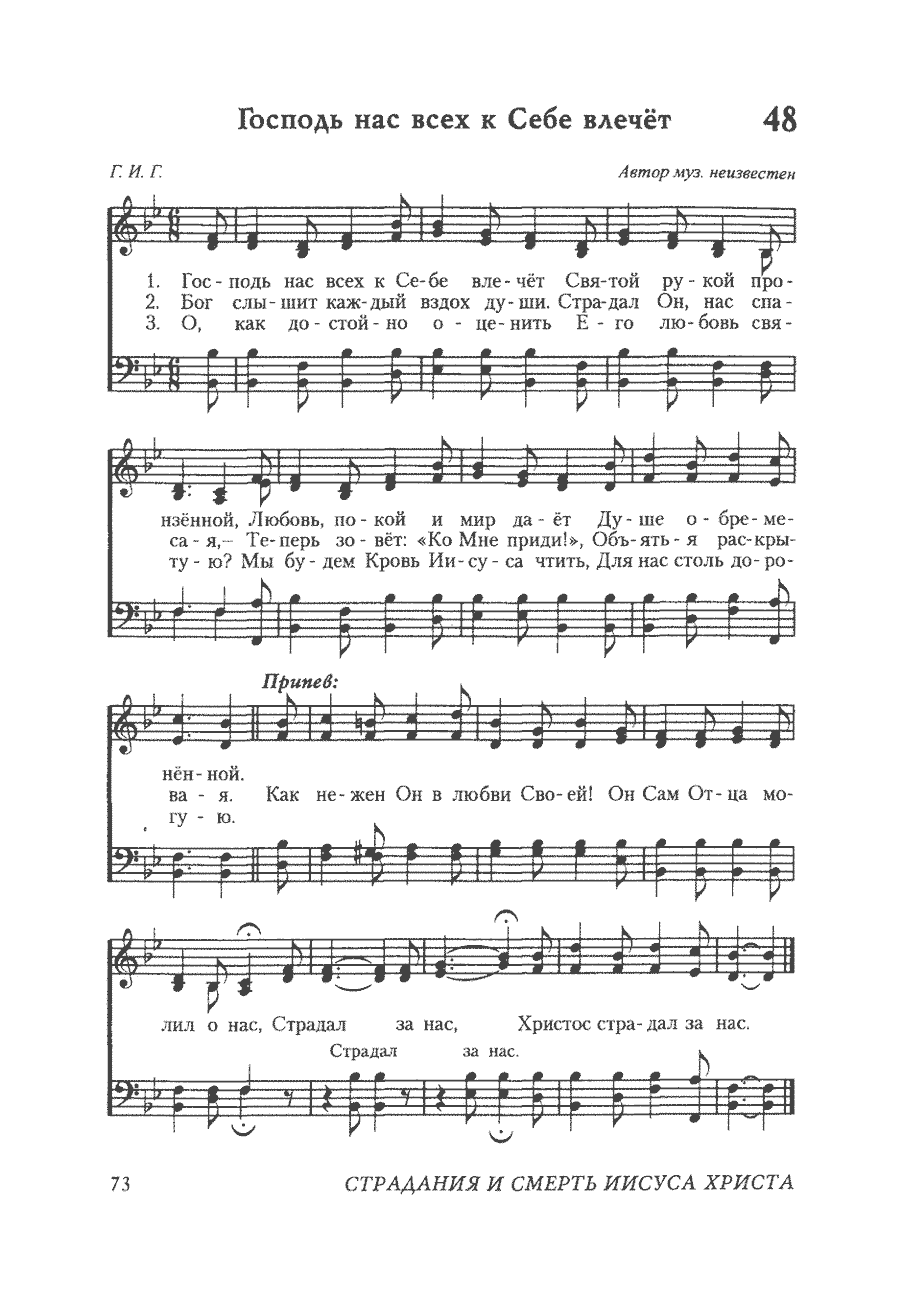 Господь нас всех к Себе влечёт 48
Г. И. Г. Автор муз. неизвестен
1. Гос - подь нас всех к Се - бе вле - чёт Свя - той ру - кой про -
2. Бог слы - шит каж - дый вздох ду - ши. Стра - дал Он, нас спа -
3. О, как до - стой - но о - це - нить Е - го лю - бовь свя -
нзённой, Любовь, по - кой и мир да - ёт Ду - ше о - бре - ме-
са - я,– Те - перь зо - вёт: «Ко Мне приди!», Объ - ять - я рас - кры-
ту - ю? Мы бу - дем Кровь Ии - су - са чтить, Для нас столь до - ро-
Припев:
нён - ной.
ва - я. Как не - жен Он в любви Сво - ей! Он Сам От - ца мо-
гу - ю.
лил о нас, Страдал за нас, Христос стра - дал за нас.
Страдал за нас.
73 СТРАДАНИЯ И СМЕРТЬ ИИСУСА ХРИСТА